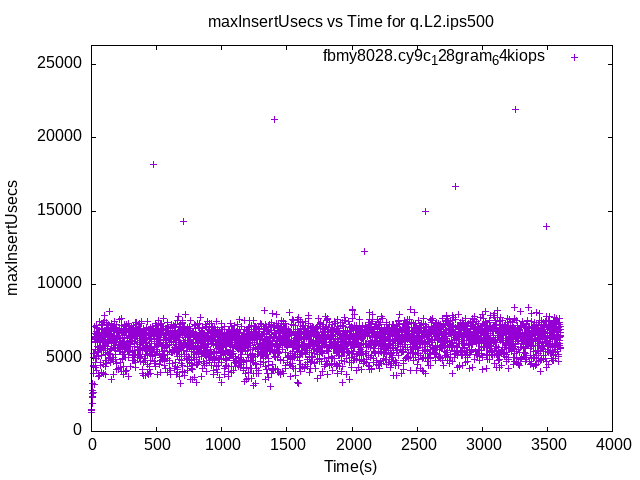 maxInsertUsecs vs Time for q.L2.ips500
fbmy8028.cy9c128gram64kiops
maxInsertUsecs
25000
20000
15000
10000
5000
0
0 500 1000 1500 2000 2500 3000 3500 4000
Time(s)